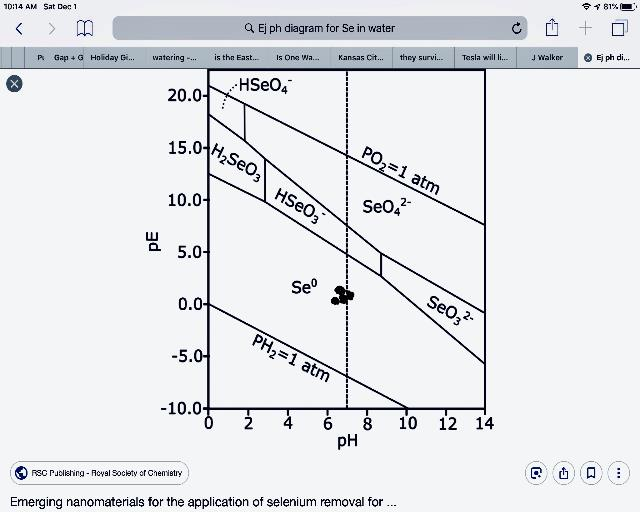 10:14 AM Sat Dec 1
81%
Ej ph diagram for Se in water
Gap + G
Holiday Gi...
watering -...
is the East...
Is One Wa...
Kansas Cit...
they survi...
Tesla will li...
J Walker
Ej ph di...
HSeO₄⁻
20.0
15.0
10.0
5.0
0.0
-5.0
-10.0
pE
PO₂=1 atm
H₂SeO₃
HSeO₃⁻
SeO₄²⁻
Se⁰
SeO₃²⁻
PH₂=1 atm
0 2 4 6 8 10 12 14
pH
RSC Publishing - Royal Society of Chemistry
Emerging nanomaterials for the application of selenium removal for ...